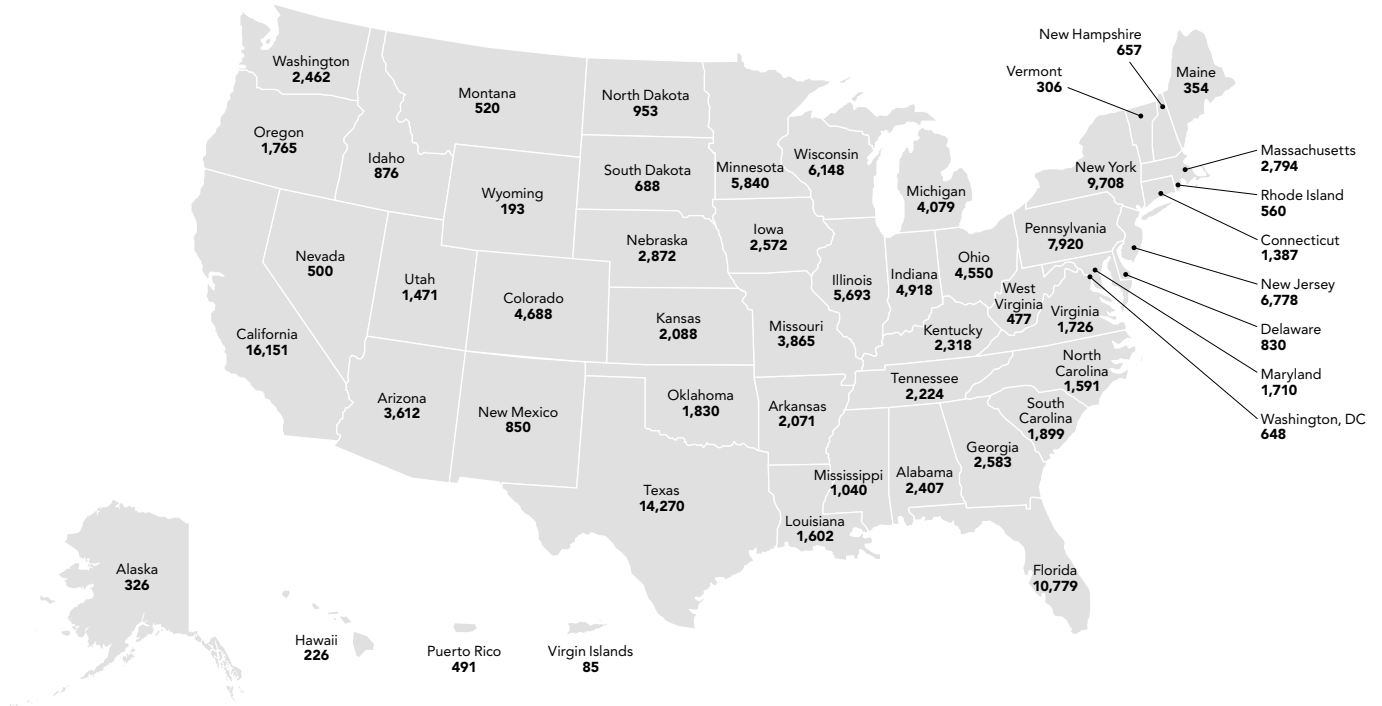 Washington
2,462
Oregon
1,765
California
16,151
Idaho
876
Nevada
500
Montana
520
Wyoming
193
Utah
1,471
Colorado
4,688
Arizona
3,612
New Mexico
850
North Dakota
953
South Dakota
688
Nebraska
2,872
Kansas
2,088
Oklahoma
1,830
Texas
14,270
Minnesota
5,840
Iowa
2,572
Missouri
3,865
Arkansas
2,071
Louisiana
1,602
Wisconsin
6,148
Illinois
5,693
Michigan
4,079
Indiana
4,918
Ohio
4,550
Kentucky
2,318
Tennessee
2,224
Mississippi
1,040
Alabama
2,407
Georgia
2,583
Florida
10,779
South
Carolina
1,899
North
Carolina
1,591
Virginia
1,726
West
Virginia
477
Pennsylvania
7,920
New York
9,708
Vermont
306
New Hampshire
657
Maine
354
Massachusetts
2,794
Rhode Island
560
Connecticut
1,387
New Jersey
6,778
Delaware
830
Maryland
1,710
Washington, DC
648
Alaska
326
Hawaii
226
Puerto Rico
491
Virgin Islands
85